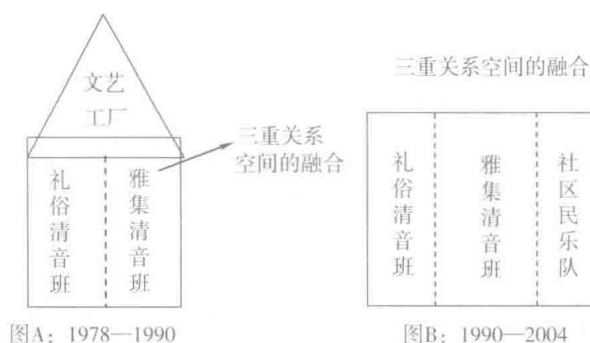 文艺
工厂
三重关系
空间的融合
礼俗清音班
雅集清音班
图A：1978—1990
三重关系空间的融合
礼俗清音班
雅集清音班
社区民乐队
图B：1990—2004